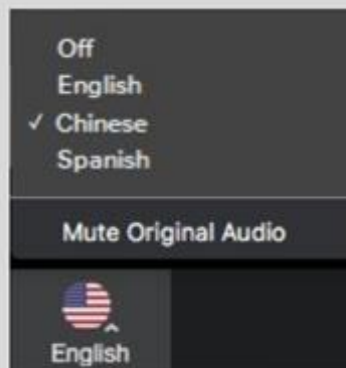 Off
English
✓ Chinese
Spanish
Mute Original Audio
English